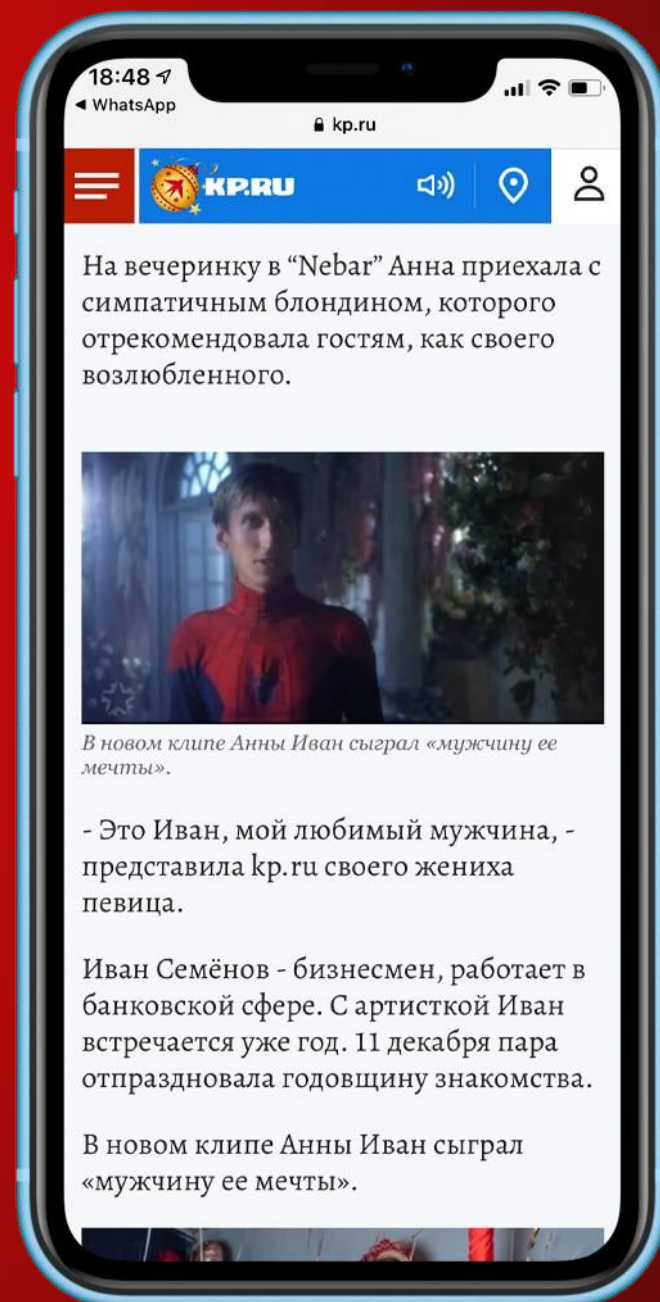 18:48
WhatsApp
kp.ru
KP.RU
На вечеринку в “Nebar” Анна приехала с
симпатичным блондином, которого
отрекомендовала гостям, как своего
возлюбленного.
В новом клипе Анны Иван сыграл «мужчину ее
мечты».
- Это Иван, мой любимый мужчина, -
представила kp.ru своего жениха
певица.
Иван Семёнов - бизнесмен, работает в
банковской сфере. С артисткой Иван
встречается уже год. 11 декабря пара
отпраздновала годовщину знакомства.
В новом клипе Анны Иван сыграл
«мужчину ее мечты».